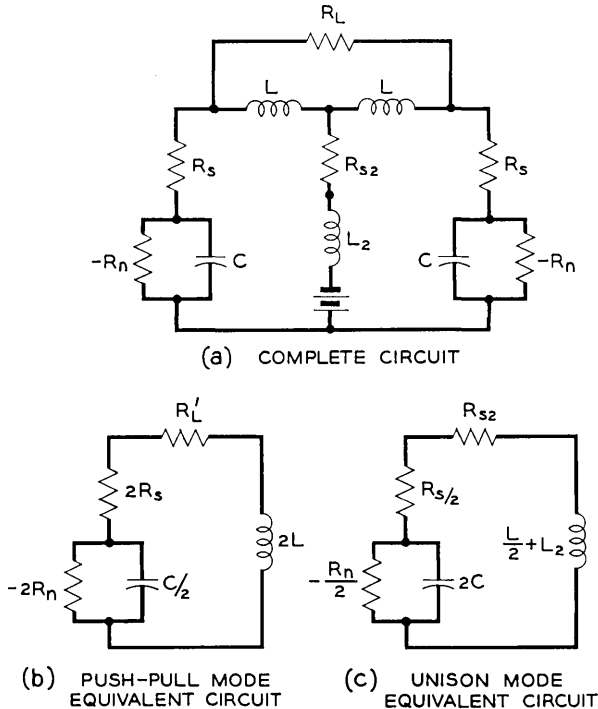 R_L
L L
R_s R_s2 R_s
L_2
-R_n C C -R_n
(a) COMPLETE CIRCUIT
R_L'
2R_s
2L
-2R_n C/2
(b) PUSH-PULL MODE
EQUIVALENT CIRCUIT
R_s2
R_s/2
L/2 + L_2
-R_n/2 2C
(c) UNISON MODE
EQUIVALENT CIRCUIT